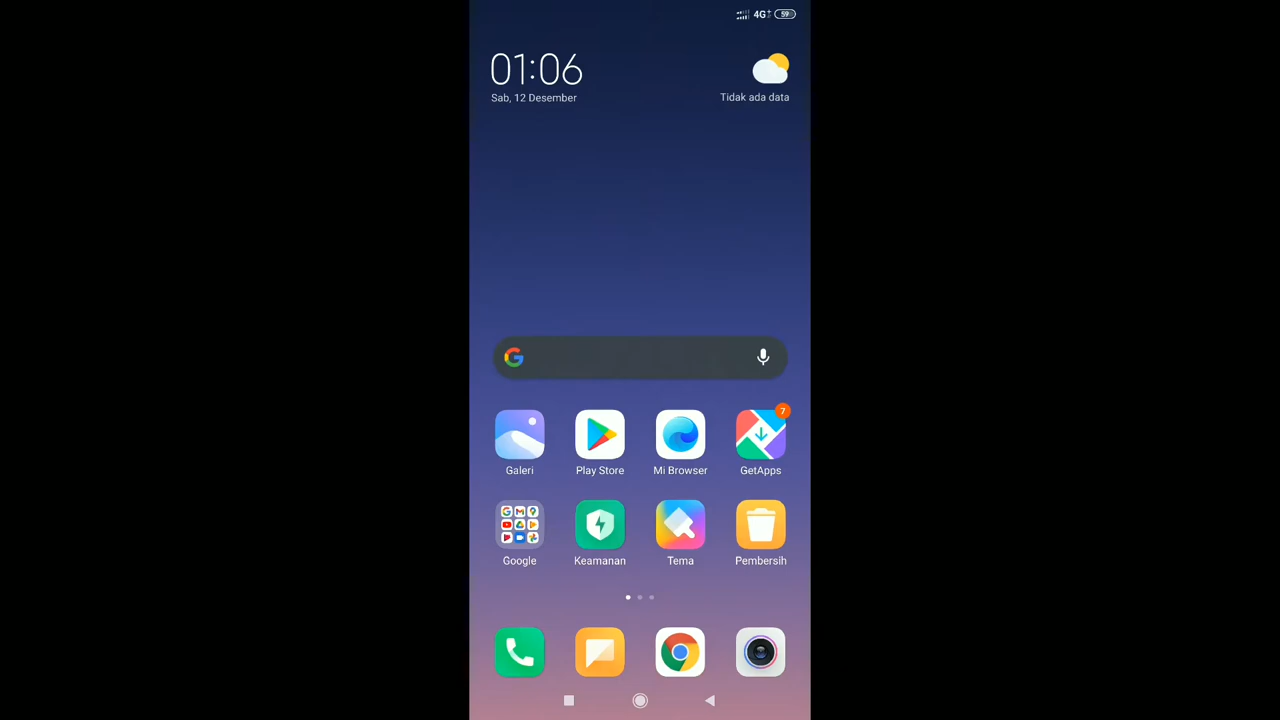 4G+ 59
01:06
Sab, 12 Desember
Tidak ada data
7
Galeri Play Store Mi Browser GetApps
Google Keamanan Tema Pembersih